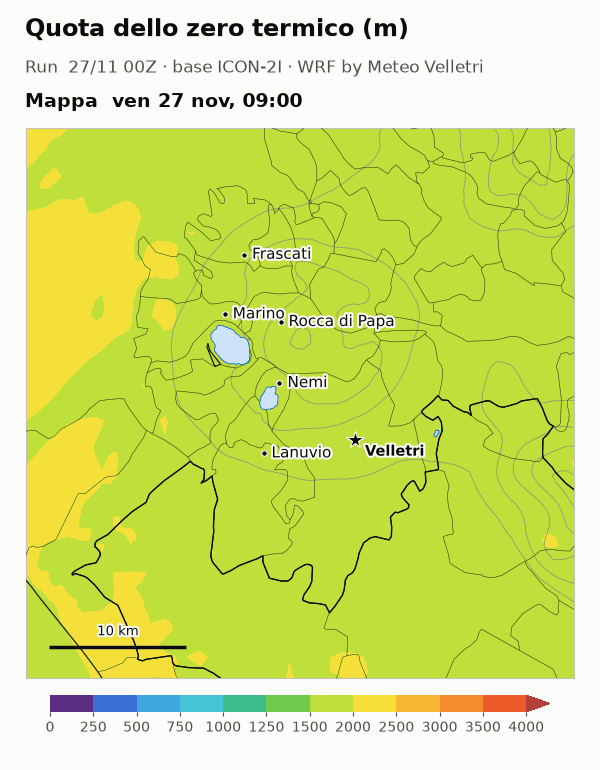 Quota dello zero termico (m)
Run  27/11 00Z · base ICON-2I · WRF by Meteo Velletri
Mappa  ven 27 nov, 09:00
Frascati
Marino
Rocca di Papa
Nemi
Velletri
Lanuvio
10 km
0 250 500 750 1000 1250 1500 2000 2500 3000 3500 4000